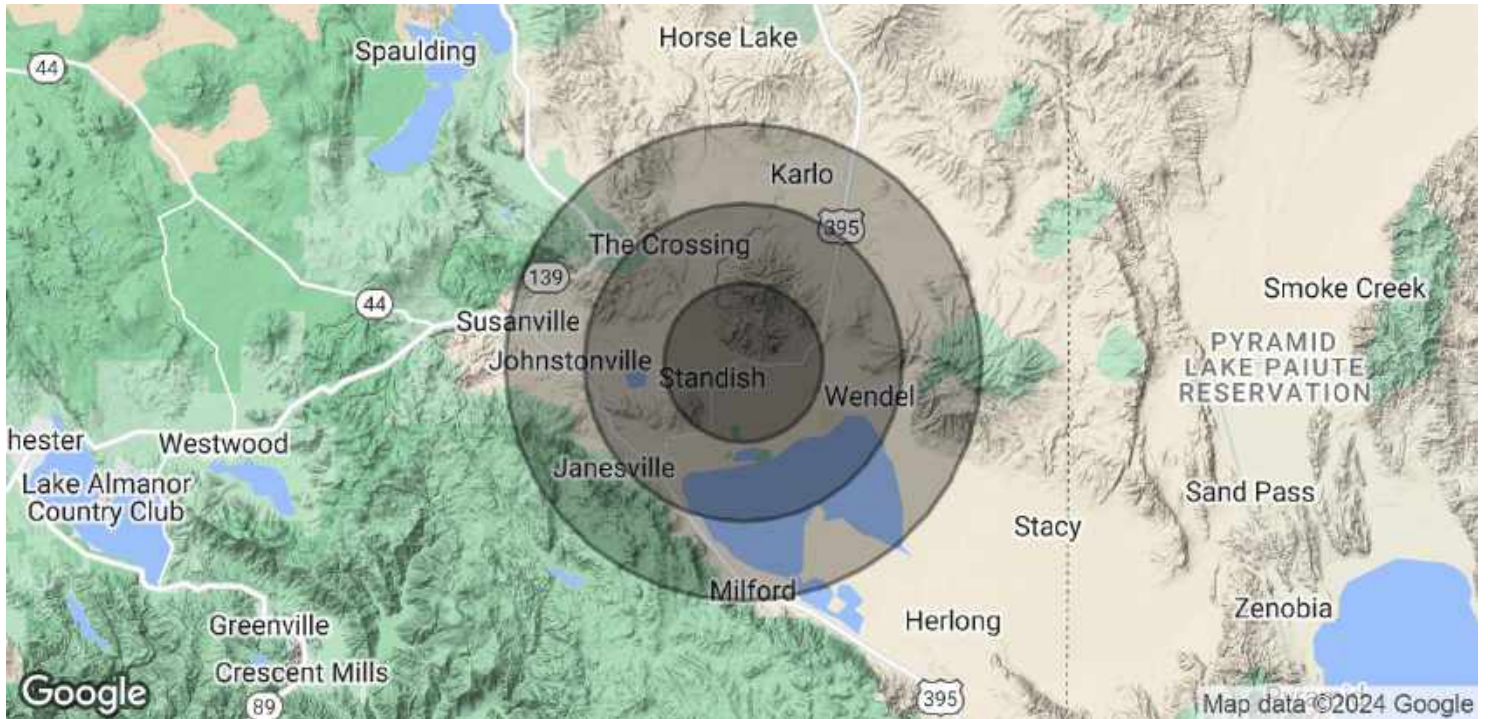 Spaulding
Horse Lake
44
Karlo
395
The Crossing
139
Smoke Creek
44
Susanville
PYRAMID
LAKE PAIUTE
RESERVATION
Johnstonville
Standish
Wendel
hester
Westwood
Janesville
Lake Almanor
Country Club
Sand Pass
Stacy
Milford
Zenobia
Greenville
Herlong
Crescent Mills
Google
89
395
Map data ©2024 Google